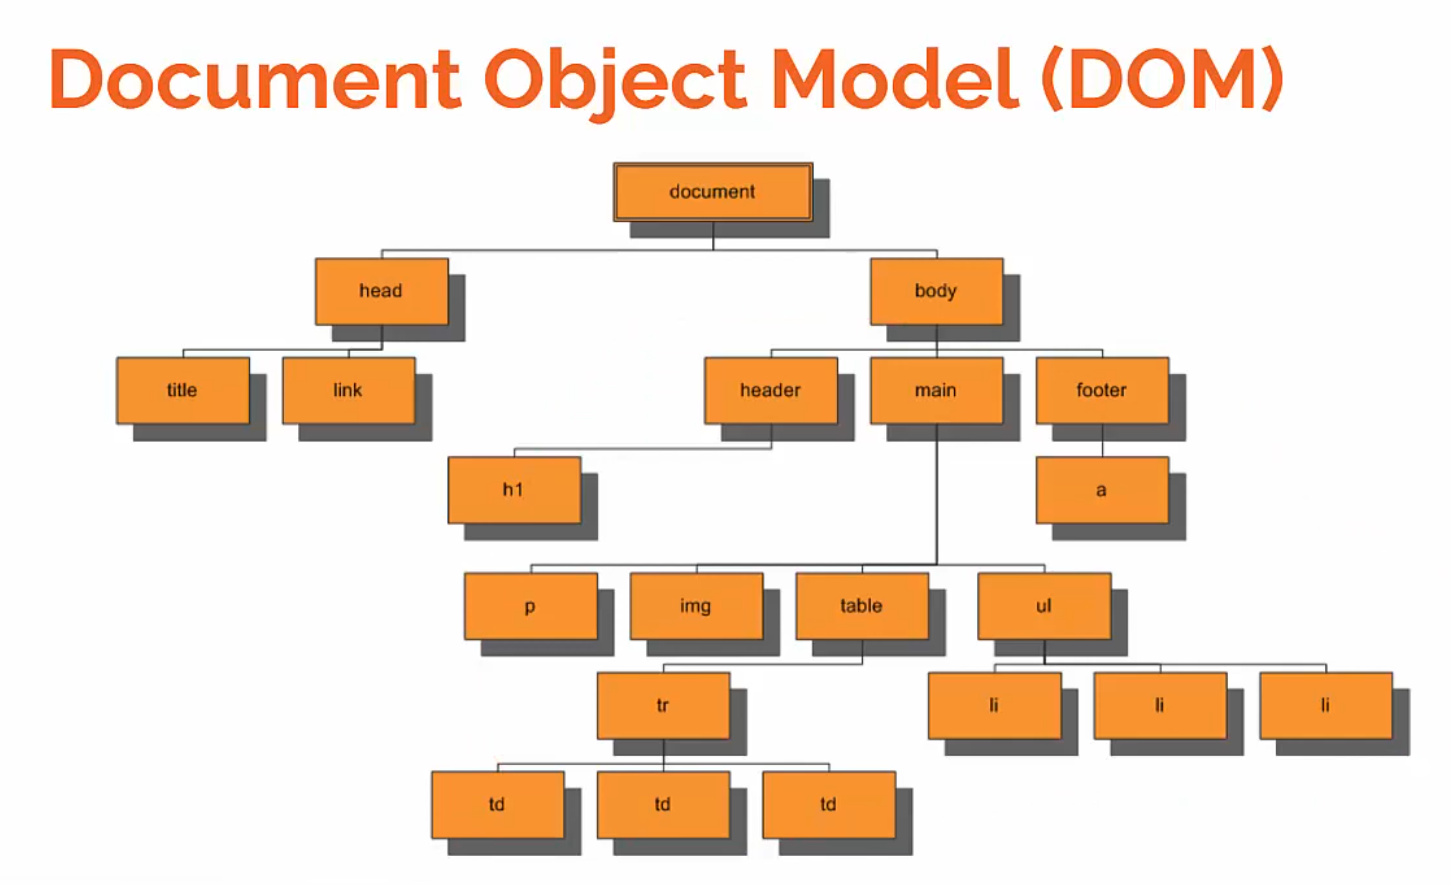 Document Object Model (DOM)
document
head
body
title
link
header
main
footer
h1
a
p
img
table
ul
tr
li
li
li
td
td
td